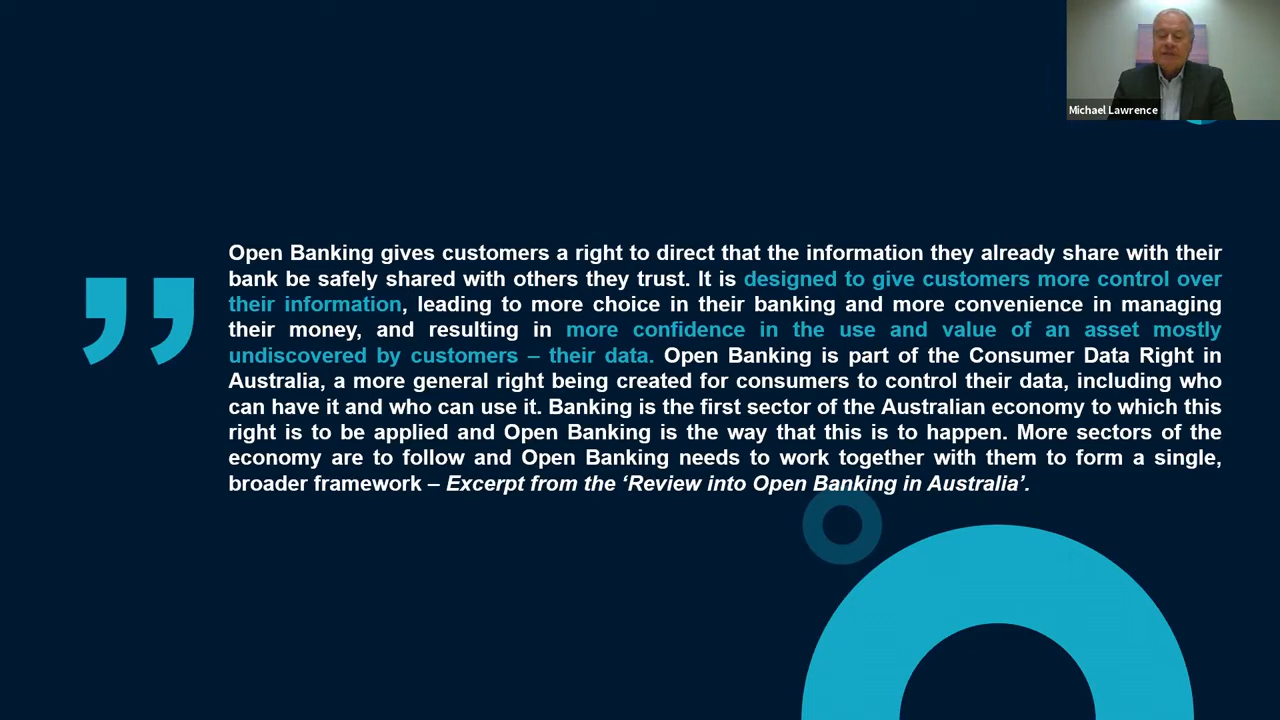 Michael Lawrence
Open Banking gives customers a right to direct that the information they already share with their
bank be safely shared with others they trust. It is designed to give customers more control over
their information, leading to more choice in their banking and more convenience in managing
their money, and resulting in more confidence in the use and value of an asset mostly
undiscovered by customers – their data. Open Banking is part of the Consumer Data Right in
Australia, a more general right being created for consumers to control their data, including who
can have it and who can use it. Banking is the first sector of the Australian economy to which this
right is to be applied and Open Banking is the way that this is to happen. More sectors of the
economy are to follow and Open Banking needs to work together with them to form a single,
broader framework – Excerpt from the ‘Review into Open Banking in Australia’.